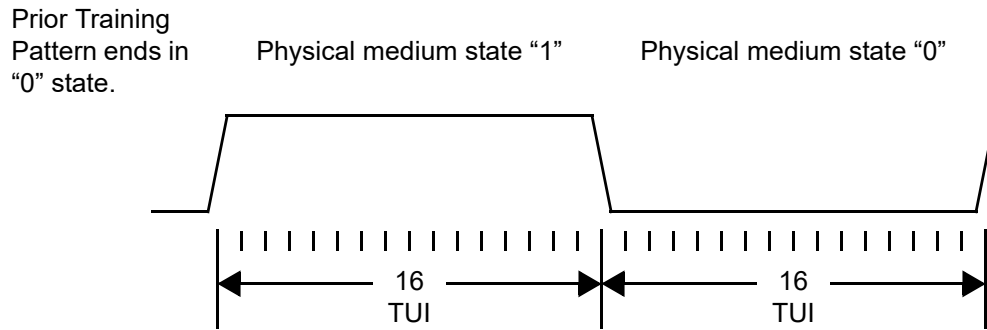 Prior Training
Pattern ends in
“0” state.
Physical medium state “1”
Physical medium state “0”
16
TUI
16
TUI